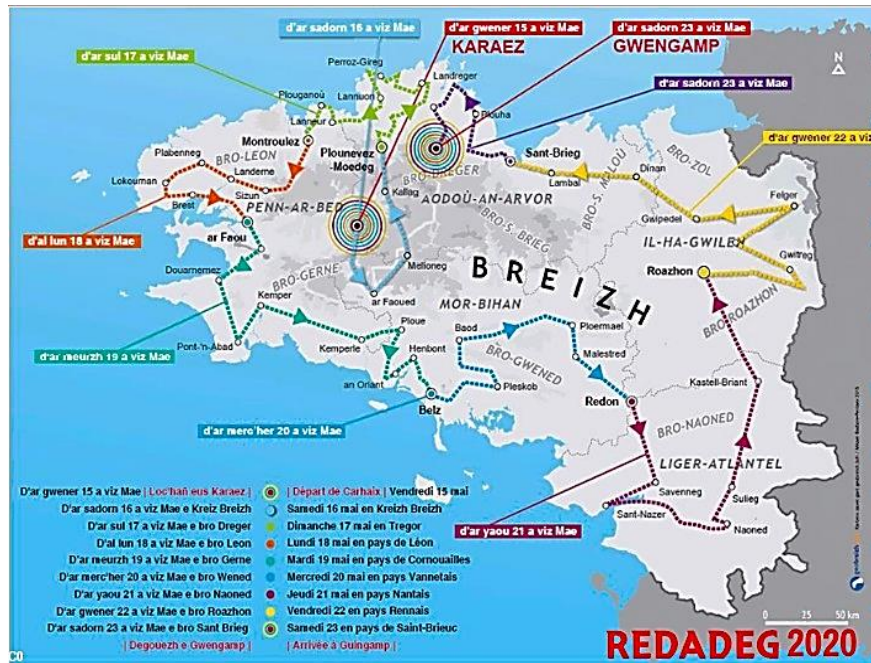 d'ar sadorn 16 a viz Mae
d'ar gwener 15 a viz Mae
KARAEZ
d'ar sadorn 23 a viz Mae
GWENGAMP
d'ar sul 17 a viz Mae
d'ar sadorn 23 a viz Mae
N
Perroz-Gireg
Landreger
Lannuon
Plouganoù
Plouha
Lanneur
d'ar gwener 22 a viz Mae
Montroulez
Plounevez
-Moedeg
Sant-Brieg
BRO-ZOL
Plabenneg
BRO-LEON
Dinan
Landerne
Lambal
Lokournan
Sizun
Kallag
Felger
Brest
PENN-AR-BED
AODOÙ-AN-ARVOR
Gwipedel
d'al lun 18 a viz Mae
ar Faou
BRO-S. BRIEG
Melloneg
Gwitreg
Douarnenez
BRO-GERNE
BREIZH
Roazhon
ar Faoued
MOR-BIHAN
BRO-ROAZHON
Kemper
Ploue
Baod
Ploermael
d'ar meurzh 19 a viz Mae
Pont-'n-Abad
Kemperle
Henbont
Malestred
BRO-GWENED
an Oriant
Pleskob
Kastell-Briant
Belz
Redon
d'ar merc'her 20 a viz Mae
BRO-NAONED
LIGER-ATLANTEL
Savenneg
Sulieg
Sant-Nazer
Naoned
d'ar yaou 21 a viz Mae
D'ar gwener 15 a viz Mae | Loc'hañ eus Karaez | | Départ de Carhaix | Vendredi 15 mai
D'ar sadorn 16 a viz Mae e Kreiz Breizh Samedi 16 mai en Kreizh Breizh
D'ar sul 17 a viz Mae e bro Dreger Dimanche 17 mai en Tregor
D'al lun 18 a viz Mae e bro Leon Lundi 18 mai en pays de Léon
D'ar meurzh 19 a viz Mae e bro Gerne Mardi 19 mai en pays de Cornouailles
D'ar merc'her 20 a viz Mae e bro Wened Mercredi 20 mai en pays Vannetais
D'ar yaou 21 a viz Mae e bro Naoned Jeudi 21 mai en pays Nantais
D'ar gwener 22 a viz Mae e bro Roazhon Vendredi 22 en pays Rennais
D'ar sadorn 23 a viz Mae e bro Sant Brieg Samedi 23 en pays de Saint-Brieuc
| Degouezh e Gwengamp | | Arrivée à Guingamp |
0 25 50 km
REDADEG 2020